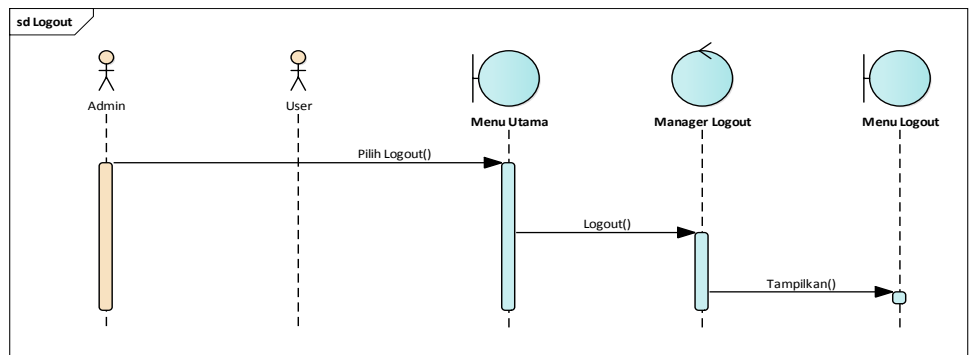 sd Logout
Admin
User
Menu Utama
Manager Logout
Menu Logout
Pilih Logout()
Logout()
Tampilkan()